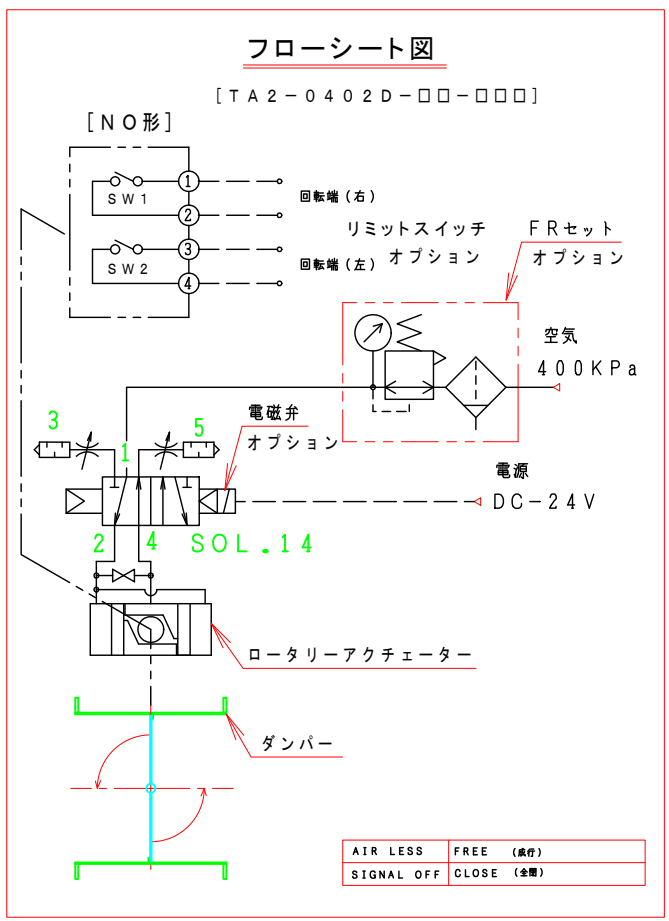 フローシート図
[TA2-0402D-□□-□□□]
[NO形]
SW1
1
2
回転端(右)
SW2
3
4
回転端(左)
リミットスイッチ
オプション
FRセット
オプション
空気
400KPa
電磁弁
オプション
3
1
5
電源
DC-24V
2
4
SOL.14
ロータリーアクチェーター
ダンパー
AIR LESS FREE
SIGNAL OFF CLOSE (全閉)